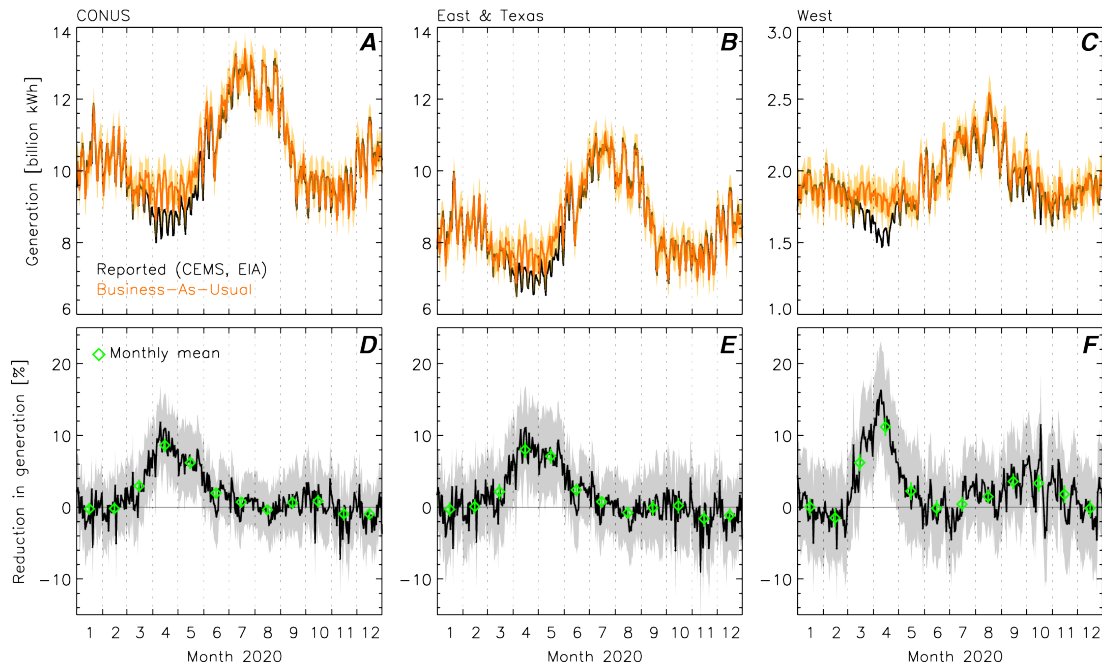 CONUS
East & Texas
West
A
B
C
Generation [billion kWh]
14
12
10
8
6
14
12
10
8
6
3.0
2.5
2.0
1.5
1.0
Reported (CEMS, EIA)
Business-As-Usual
D
E
F
Monthly mean
Reduction in generation [%]
20
10
0
-10
20
10
0
-10
20
10
0
-10
1 2 3 4 5 6 7 8 9 10 11 12
1 2 3 4 5 6 7 8 9 10 11 12
1 2 3 4 5 6 7 8 9 10 11 12
Month 2020
Month 2020
Month 2020